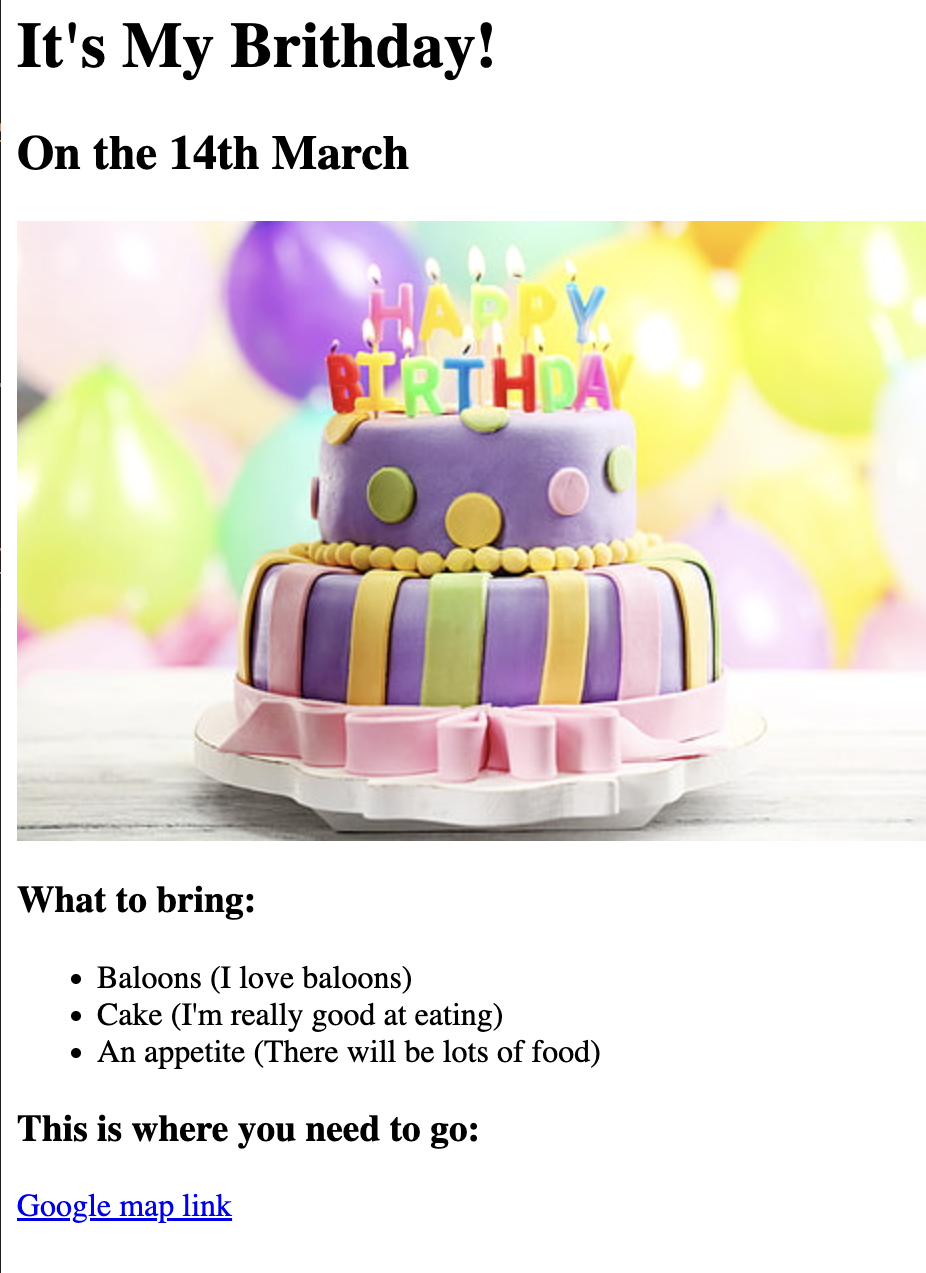 It's My Brithday!
On the 14th March
HAPPY
BIRTHDAY
What to bring:
Baloons (I love baloons)
Cake (I'm really good at eating)
An appetite (There will be lots of food)
This is where you need to go:
Google map link